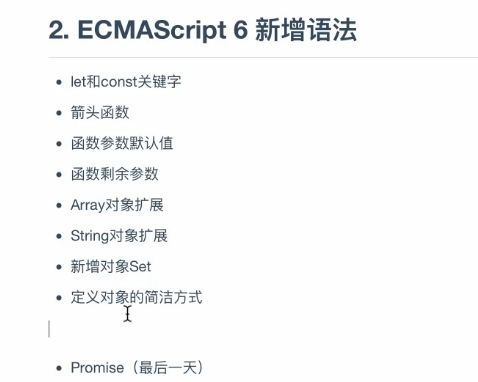 2. ECMAScript 6 新增语法
let和const关键字
箭头函数
函数参数默认值
函数剩余参数
Array对象扩展
String对象扩展
新增对象Set
定义对象的简洁方式
Promise（最后一天）